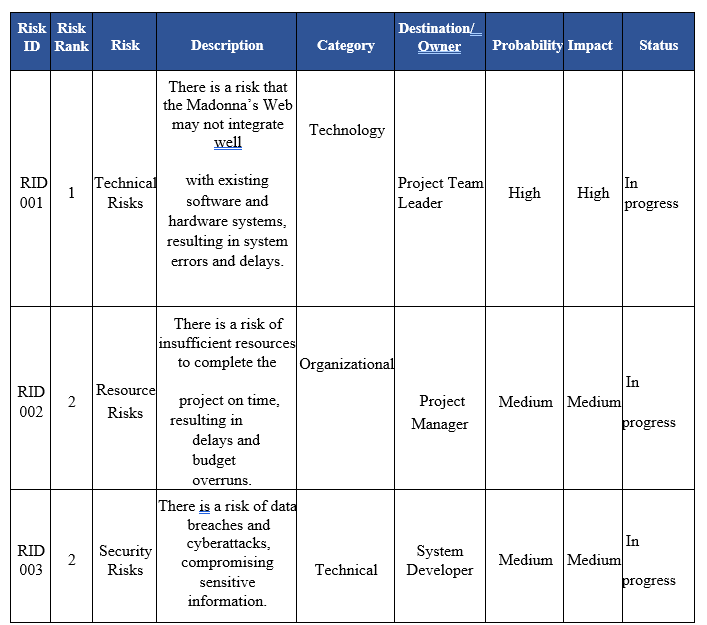 Risk ID
Risk Rank
Risk
Description
Category
Destination/
Owner
Probability
Impact
Status
RID
001
1
Technical
Risks
There is a risk that
the Madonna’s Web
may not integrate
well
with existing
software and
hardware systems,
resulting in system
errors and delays.
Technology
Project Team
Leader
High
High
In
progress
RID
002
2
Resource
Risks
There is a risk of
insufficient resources
to complete the
project on time,
resulting in
delays and
budget
overruns.
Organizational
Project
Manager
Medium
Medium
In
progress
RID
003
2
Security
Risks
There is a risk of data
breaches and
cyberattacks,
compromising
sensitive
information.
Technical
System
Developer
Medium
Medium
In
progress